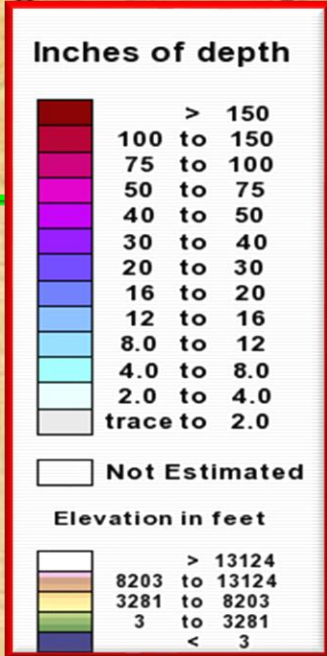 Inches of depth
> 150
100 to 150
75 to 100
50 to 75
40 to 50
30 to 40
20 to 30
16 to 20
12 to 16
8.0 to 12
4.0 to 8.0
2.0 to 4.0
trace to 2.0
Not Estimated
Elevation in feet
> 13124
8203 to 13124
3281 to 8203
3 to 3281
< 3